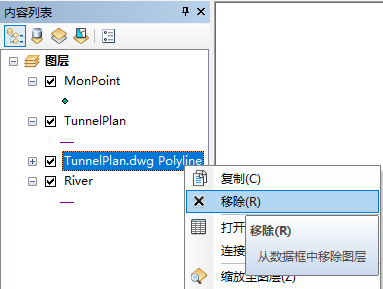 内容列表
图层
MonPoint
TunnelPlan
TunnelPlan.dwg Polyline
River
复制(C)
移除(R)
打开
连接
缩放至图层(Z)
移除(R)
从数据框中移除图层